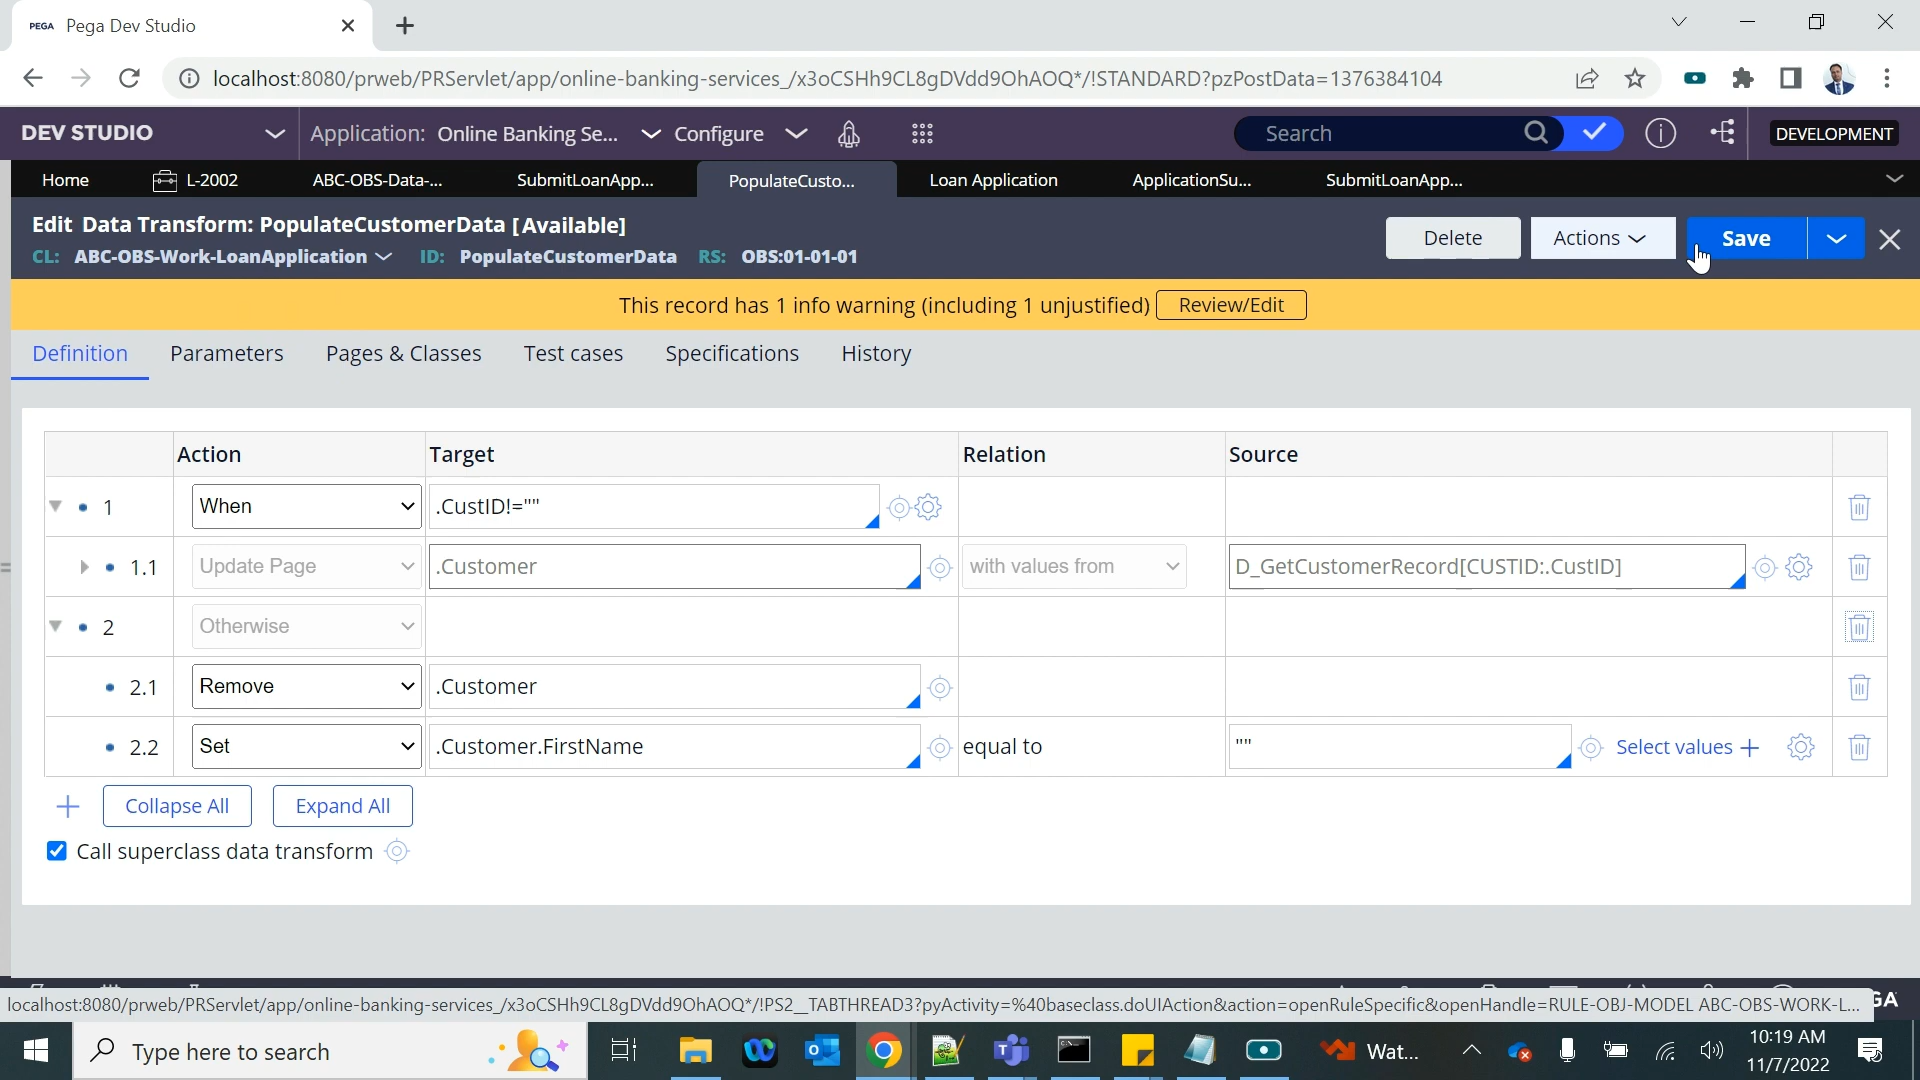 PEGA Pega Dev Studio
localhost:8080/prweb/PRServlet/app/online-banking-services_/x3oCSHh9CL8gDVdd9OhAOQ*/!STANDARD?pzPostData=1376384104
DEV STUDIO Application: Online Banking Se... Configure Search DEVELOPMENT
Home L-2002 ABC-OBS-Data-... SubmitLoanApp... PopulateCusto... Loan Application ApplicationSu... SubmitLoanApp...
Edit Data Transform: PopulateCustomerData [Available]
CL: ABC-OBS-Work-LoanApplication ID: PopulateCustomerData RS: OBS:01-01-01
Delete Actions Save
This record has 1 info warning (including 1 unjustified) Review/Edit
Definition Parameters Pages & Classes Test cases Specifications History
Action Target Relation Source
1 When .CustID!=""
1.1 Update Page .Customer with values from D_GetCustomerRecord[CUSTID:.CustID]
2 Otherwise
2.1 Remove .Customer
2.2 Set .Customer.FirstName equal to "" Select values
Collapse All Expand All
Call superclass data transform
localhost:8080/prweb/PRServlet/app/online-banking-services_/x3oCSHh9CL8gDVdd9OhAOQ*/!PS2__TABTHREAD3?pyActivity=%40baseclass.doUIAction&action=openRuleSpecific&openHandle=RULE-OBJ-MODEL ABC-OBS-WORK-L... GA
Type here to search Wat... 10:19 AM
11/7/2022